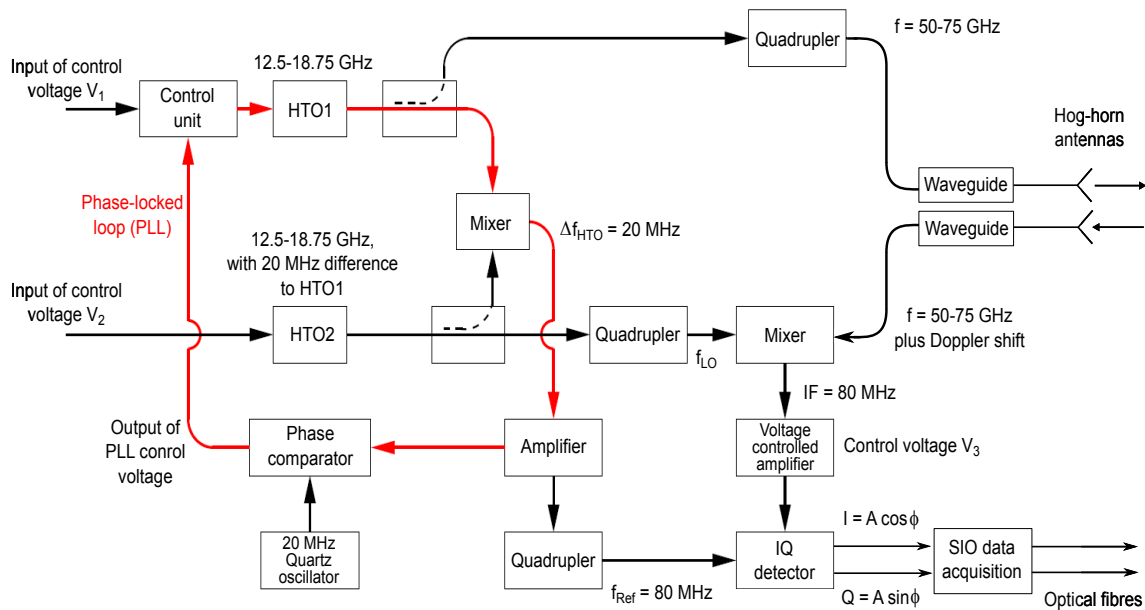 Input of control
voltage V₁
Control
unit
12.5-18.75 GHz
HTO1
Quadrupler
f = 50-75 GHz
Hog-horn
antennas
Waveguide
Waveguide
Phase-locked
loop (PLL)
Mixer
Δf_HTO = 20 MHz
12.5-18.75 GHz,
with 20 MHz difference
to HTO1
Input of control
voltage V₂
HTO2
Quadrupler
f_LO
Mixer
f = 50-75 GHz
plus Doppler shift
IF = 80 MHz
Output of
PLL conrol
voltage
Phase
comparator
Amplifier
Voltage
controlled
amplifier
Control voltage V₃
20 MHz
Quartz
oscillator
Quadrupler
f_Ref = 80 MHz
IQ
detector
I = A cosϕ
Q = A sinϕ
SIO data
acquisition
Optical fibres